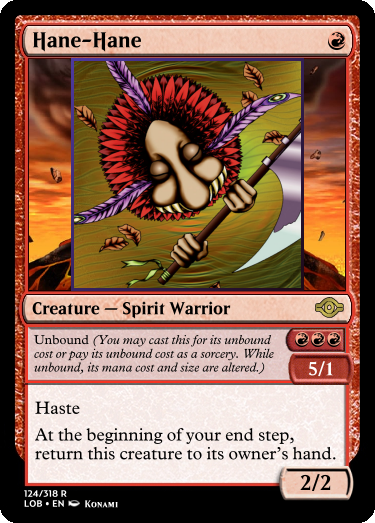 Hane-Hane
Creature — Spirit Warrior
Unbound (You may cast this for its unbound
cost or pay its unbound cost as a sorcery. While
unbound, its mana cost and size are altered.)
5/1
Haste
At the beginning of your end step,
return this creature to its owner's hand.
2/2
124/318 R
LOB • EN Konami